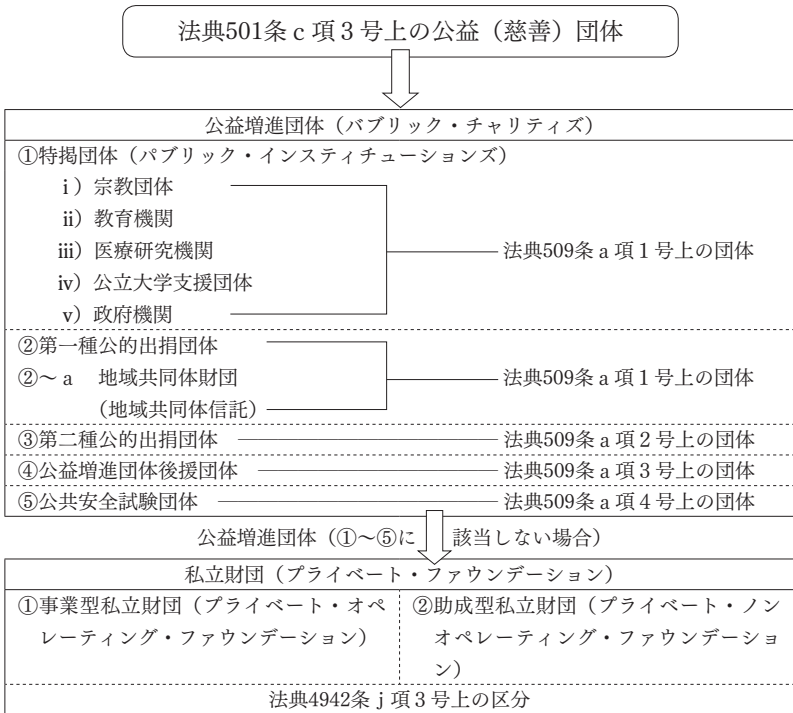 法典501条ｃ項３号上の公益（慈善）団体
公益増進団体（バブリック・チャリティズ）
①特掲団体（パブリック・インスティチューションズ）
ⅰ）宗教団体
ⅱ）教育機関
ⅲ）医療研究機関 法典509条ａ項１号上の団体
ⅳ）公立大学支援団体
ⅴ）政府機関
②第一種公的出捐団体
②～ａ 地域共同体財団 法典509条ａ項１号上の団体
（地域共同体信託）
③第二種公的出捐団体 法典509条ａ項２号上の団体
④公益増進団体後援団体 法典509条ａ項３号上の団体
⑤公共安全試験団体 法典509条ａ項４号上の団体
公益増進団体（①～⑤に 該当しない場合）
私立財団（プライベート・ファウンデーション）
①事業型私立財団（プライベート・オペ
レーティング・ファウンデーション）
②助成型私立財団（プライベート・ノン
オペレーティング・ファウンデーショ
ン）
法典4942条ｊ項３号上の区分